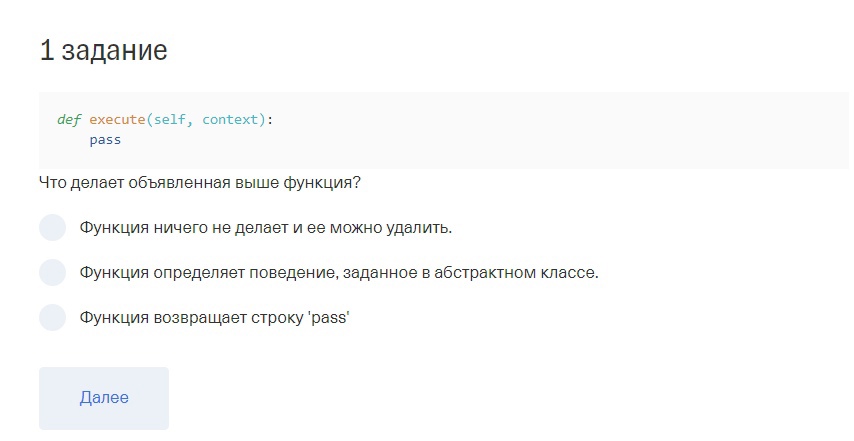 1 задание
def execute(self, context):
    pass
Что делает объявленная выше функция?
Функция ничего не делает и ее можно удалить.
Функция определяет поведение, заданное в абстрактном классе.
Функция возвращает строку 'pass'
Далее